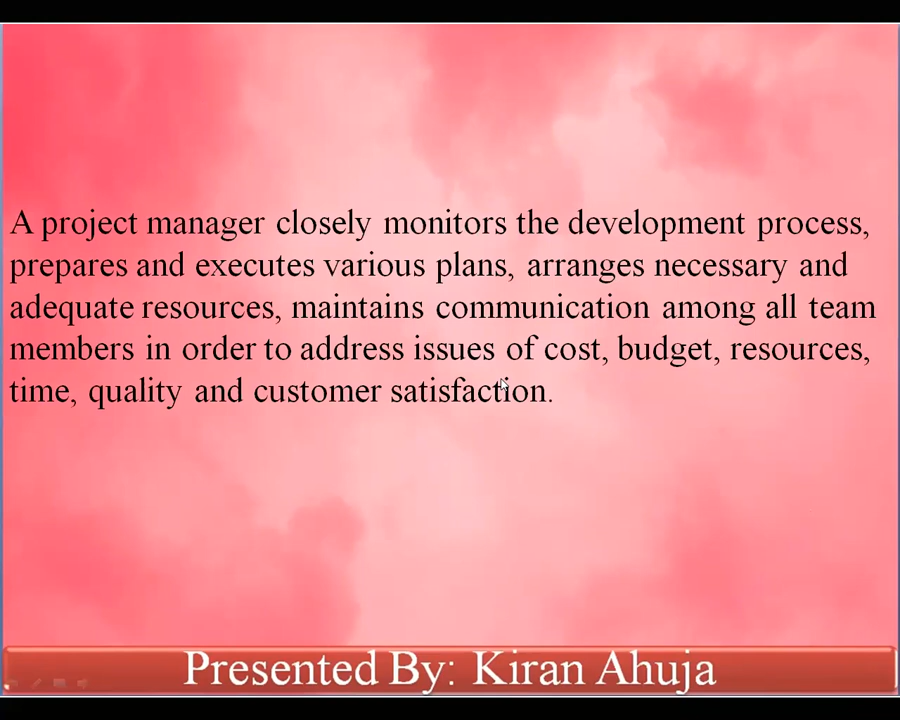 A project manager closely monitors the development process,
prepares and executes various plans, arranges necessary and
adequate resources, maintains communication among all team
members in order to address issues of cost, budget, resources,
time, quality and customer satisfaction.
Presented By: Kiran Ahuja